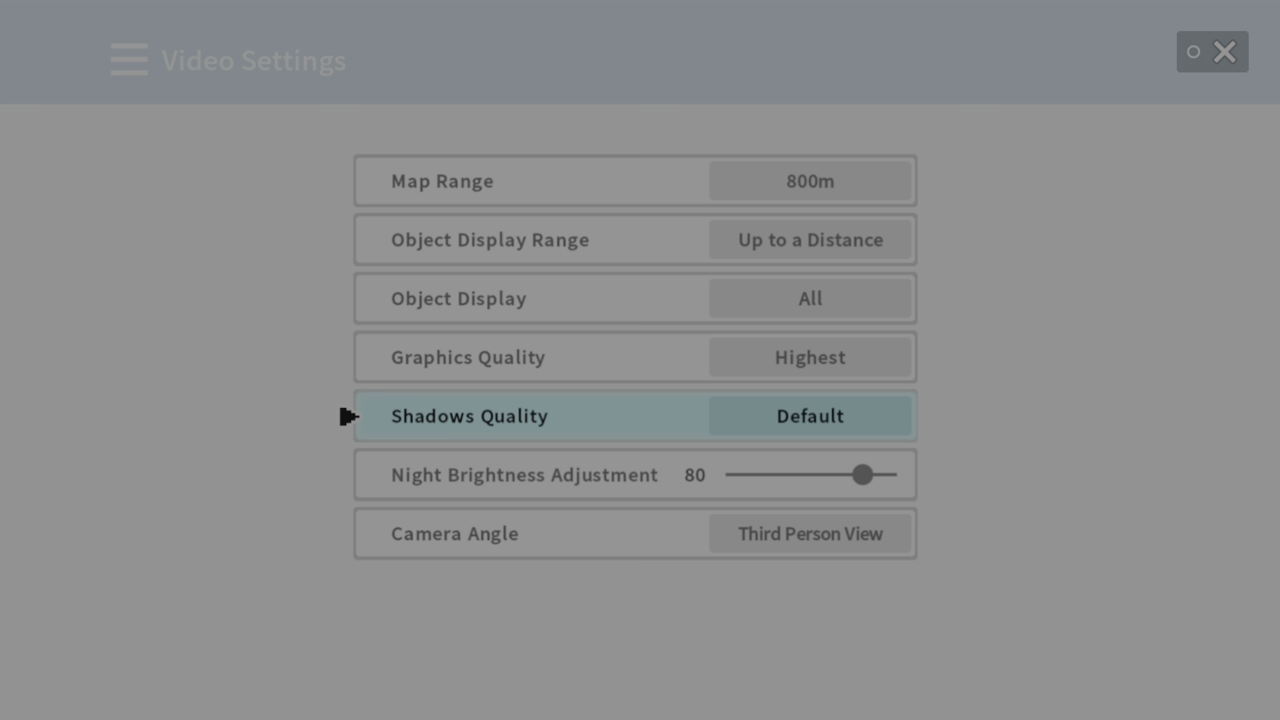 Video Settings
Map Range 800m
Object Display Range Up to a Distance
Object Display All
Graphics Quality Highest
Shadows Quality Default
Night Brightness Adjustment 80
Camera Angle Third Person View